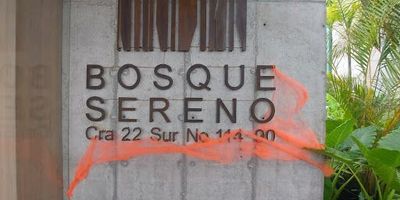 BOSQUE
SERENO
Cra 22 Sur No 114-90